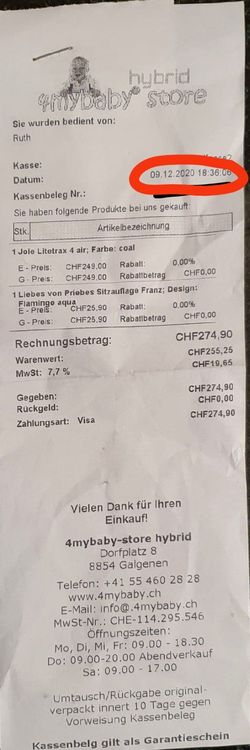 hybrid
4mybaby® store
Sie wurden bedient von:
Ruth
Kasse:
Datum: 09.12.2020 18:36:06
Kassenbeleg Nr.:
Sie haben folgende Produkte bei uns gekauft:
Stk. Artikelbezeichnung
1 Joie Litetrax 4 air; Farbe: coal
E - Preis: CHF249,00 Rabatt: 0.00%
G - Preis: CHF249,00 Rabattbetrag CHF0,00
1 Liebes von Priebes Sitzauflage Franz; Design:
Flamingo aqua
E - Preis: CHF25,90 Rabatt: 0.00%
G - Preis: CHF25,90 Rabattbetrag CHF0,00
Rechnungsbetrag: CHF274,90
Warenwert: CHF255,25
MwSt: 7,7 % CHF19,65
Gegeben: CHF274,90
Rückgeld: CHF0,00
Zahlungsart: Visa CHF274,90
Vielen Dank für Ihren
Einkauf!
4mybaby-store hybrid
Dorfplatz 8
8854 Galgenen
Telefon: +41 55 460 28 28
www.4mybaby.ch
E-Mail: info@.4mybaby.ch
MwSt-Nr.: CHE-114.295.546
Öffnungszeiten:
Mo, Di, Mi, Fr: 09.00 - 18.30
Do: 09.00-20.00 Abendverkauf
Sa: 09.00 - 17.00
Umtausch/Rückgabe original-
verpackt innert 10 Tage gegen
Vorweisung Kassenbeleg
Kassenbelg gilt als Garantieschein